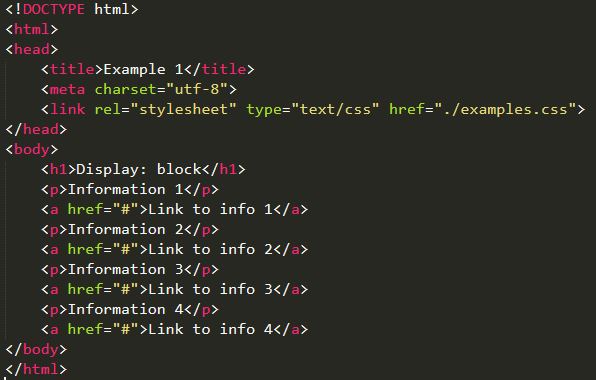 <!DOCTYPE html>
<html>
<head>
    <title>Example 1</title>
    <meta charset="utf-8">
    <link rel="stylesheet" type="text/css" href="./examples.css">
</head>
<body>
    <h1>Display: block</h1>
    <p>Information 1</p>
    <a href="#">Link to info 1</a>
    <p>Information 2</p>
    <a href="#">Link to info 2</a>
    <p>Information 3</p>
    <a href="#">Link to info 3</a>
    <p>Information 4</p>
    <a href="#">Link to info 4</a>
</body>
</html>